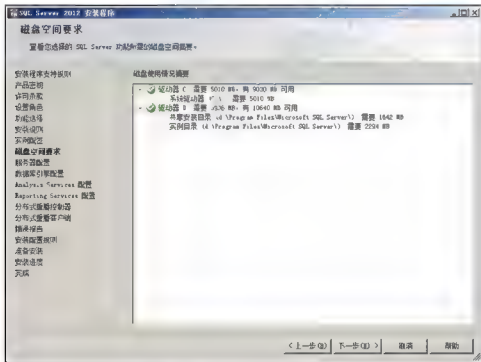 SQL Server 2012 安装程序
磁盘空间要求
查看您选择的 SQL Server 功能所需的磁盘空间摘要。
安装程序支持规则
产品密钥
许可条款
设置角色
功能选择
安装规则
实例配置
磁盘空间要求
服务器配置
数据库引擎配置
Analysis Services 配置
Reporting Services 配置
分布式重播控制器
分布式重播客户端
错误报告
安装配置规则
准备安装
安装进度
完成
磁盘使用情况摘要
驱动器 C 需要 5010 MB，有 9030 MB 可用
系统驱动器 需要 5010 MB
驱动器 D 需要 MB，有 10640 MB 可用
共享安装目录 (d \Program Files\Microsoft SQL Server\) 需要 1842 MB
实例目录 (d \Program Files\Microsoft SQL Server\) 需要 2294 MB
< 上一步(B)
下一步(N) >
取消
帮助